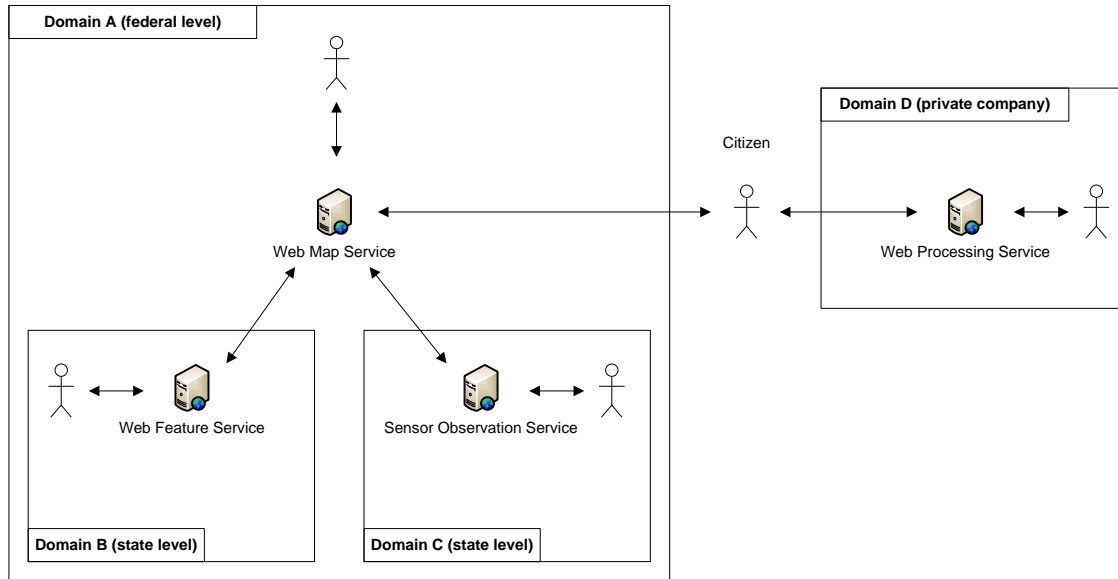 Domain A (federal level)
Domain D (private company)
Citizen
Web Map Service
Web Processing Service
Web Feature Service
Sensor Observation Service
Domain B (state level)
Domain C (state level)